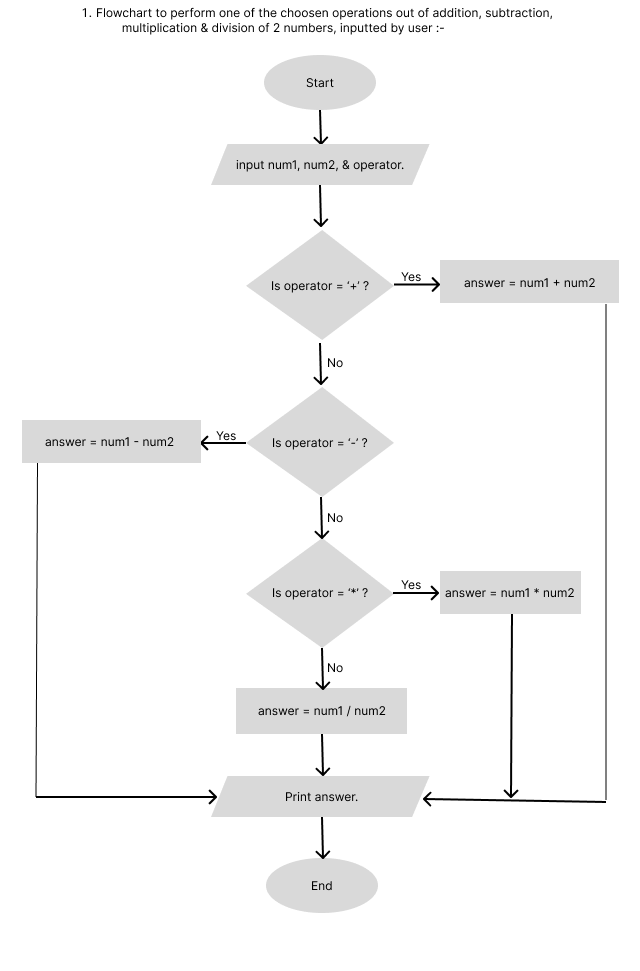 1. Flowchart to perform one of the choosen operations out of addition, subtraction,
multiplication & division of 2 numbers, inputted by user :-
Start
input num1, num2, & operator.
Is operator = ‘+’ ?
Yes
answer = num1 + num2
No
answer = num1 - num2
Yes
Is operator = ‘-’ ?
No
Is operator = ‘*’ ?
Yes
answer = num1 * num2
No
answer = num1 / num2
Print answer.
End